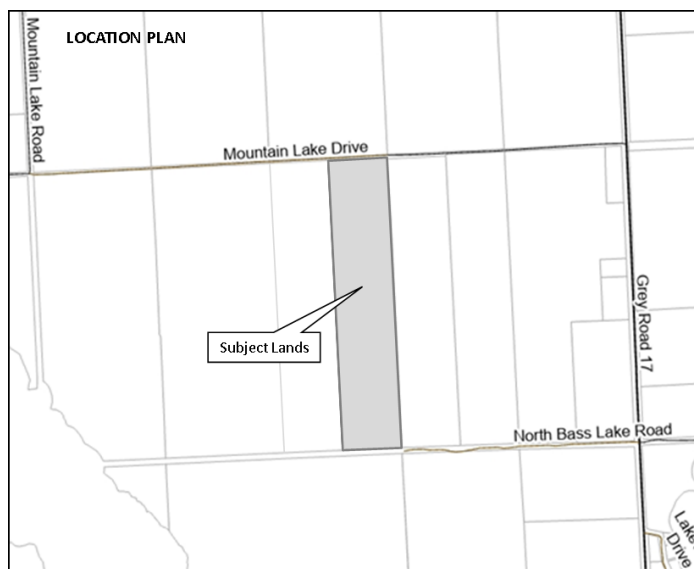 LOCATION PLAN
Mountain Lake Road
Mountain Lake Drive
Subject Lands
Grey Road 17
North Bass Lake Road
Lake
Drive